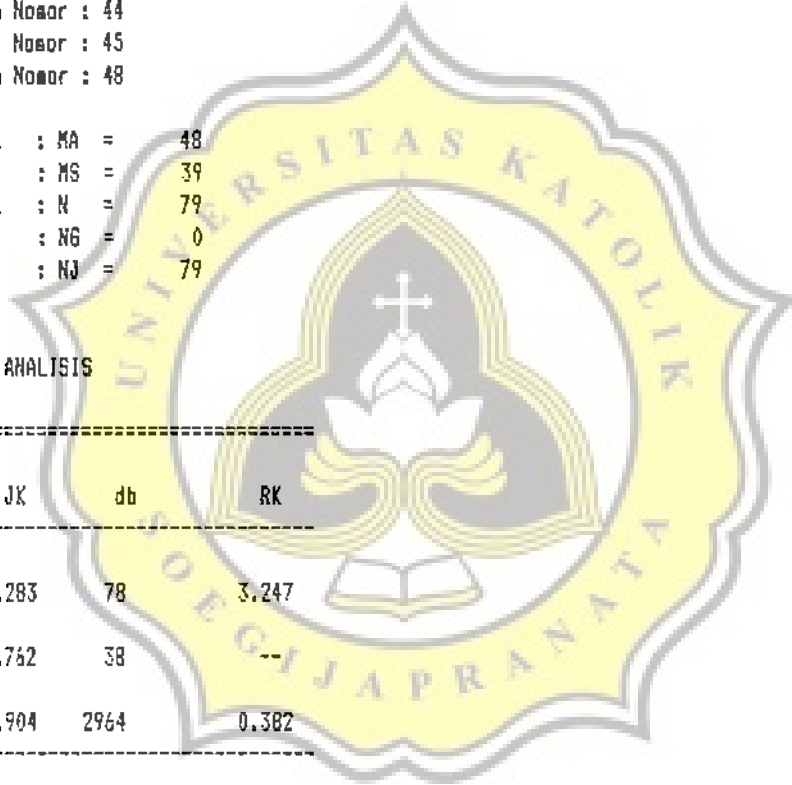 Nomor : 44
Nomor : 45
Nomor : 48
: MA = 48
: MS = 39
: N = 79
: NG = 0
: NJ = 79
ANALISIS
JK db RK
.283 78 3.247
.762 38 --
.904 2964 0.382
UNIVERSITAS KATOLIK
SOEGIJAPRANATA